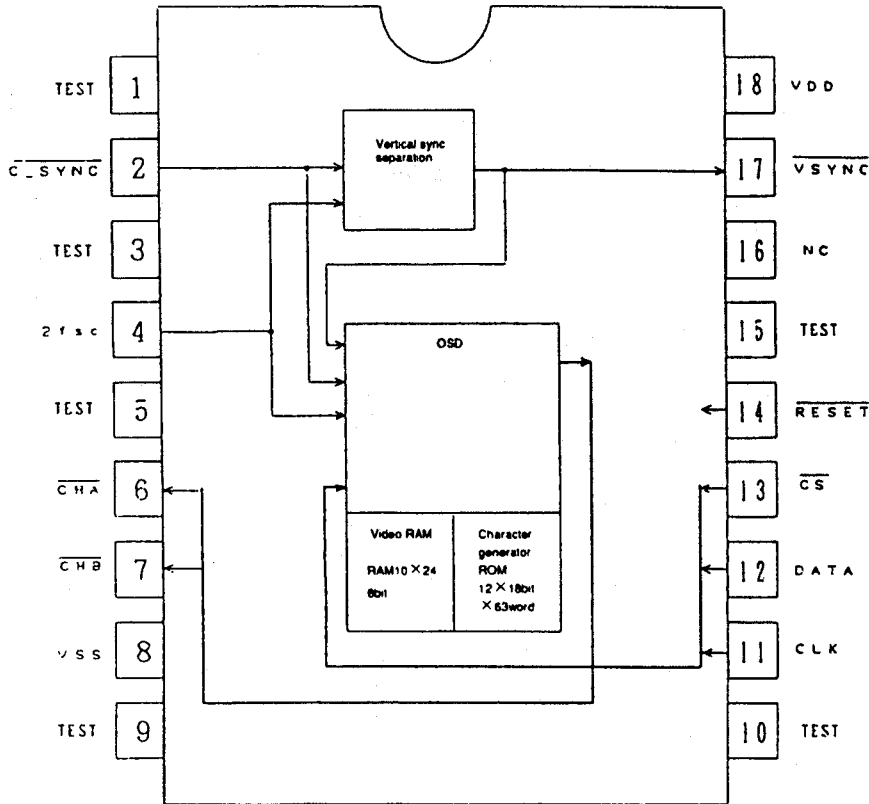 TEST 1
C_SYNC 2
TEST 3
2fsc 4
TEST 5
CHA 6
CHB 7
VSS 8
TEST 9
Vertical sync
separation
OSD
Video RAM
RAM10 × 24
6bit
Character
generator
ROM
12 × 18bit
× 63word
18 VDD
17 VSYNC
16 NC
15 TEST
14 RESET
13 CS
12 DATA
11 CLK
10 TEST